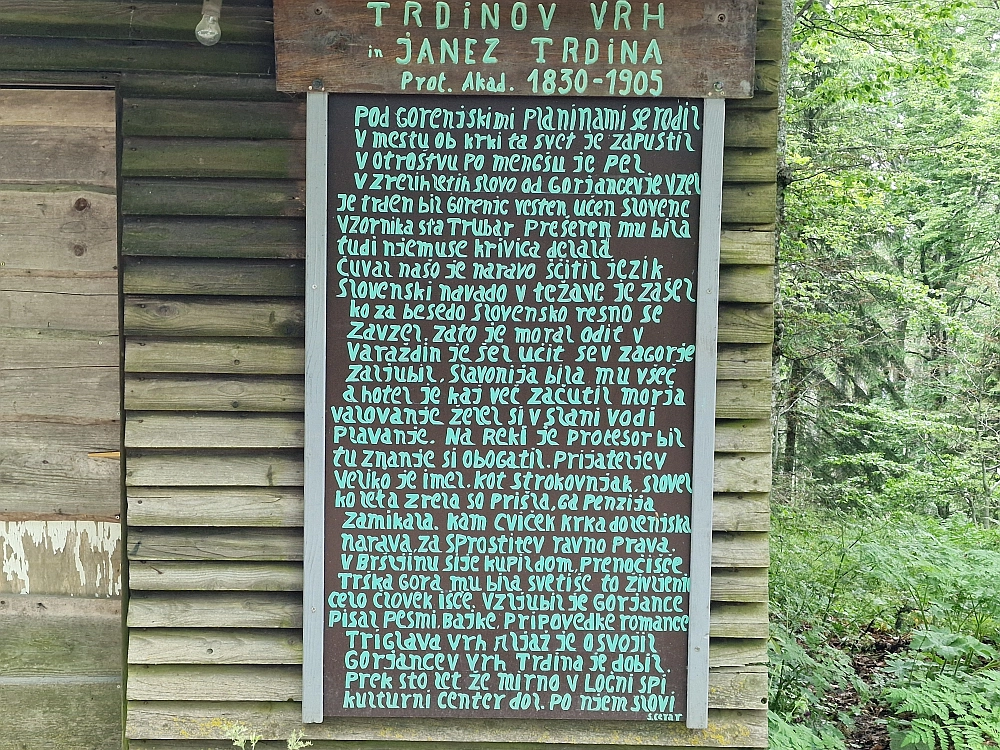 TRDINOV VRH
in JANEZ TRDINA
Prof. Akad. 1830-1905
Pod gorenjskimi planinami se rodil
V mestu ob Krki ta svet je zapustil
V otroštvu po mengšu je pel
V zrelih letih slovo od Gorjancev je vzel
je trden bil Gorenjc vesten učen Slovenc
Vzornika sta Trubar Prešeren mu bila
tudi njemu se krivica delala
Čuval našo je naravo ščitil jezik
Slovenski navado v težave je zašel
ko za besedo slovensko resno se
zavzel, zato je moral odit v
Varaždin je šel učit se v Zagorje
zaljubil. Slavonija bila mu všeč
a hotel je kaj več začutil morja
valovanje želel si v slani vodi
plavanje. Na Reki je profesor bil
tu znanje si obogatil. Prijateljev
veliko je imel. Kot strokovnjak slovel
ko leta zrela so prišla, ga penzija
zamikala. Kam Cviček Krka dolenjska
narava, za sprostitev ravno prava.
V Bršljinu si je kupil dom, prenočišče
Trška gora mu bila svetišč to življenje
celo človek išče. Vzljubil je Gorjance
pisal pesmi, bajke, pripovedke romance
Triglava vrh Aljaž je osvojil
Gorjancev vrh Trdina je dobil.
Prek sto let že mirno v Ločni spi
kulturni center dol. po njem slovi
S. Cerar